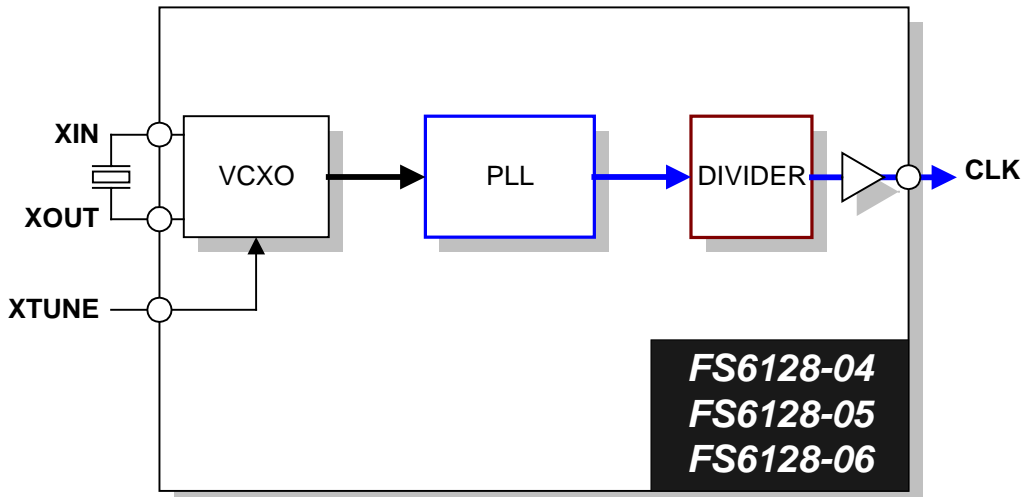 XIN
XOUT
XTUNE
VCXO
PLL
DIVIDER
CLK
FS6128-04
FS6128-05
FS6128-06